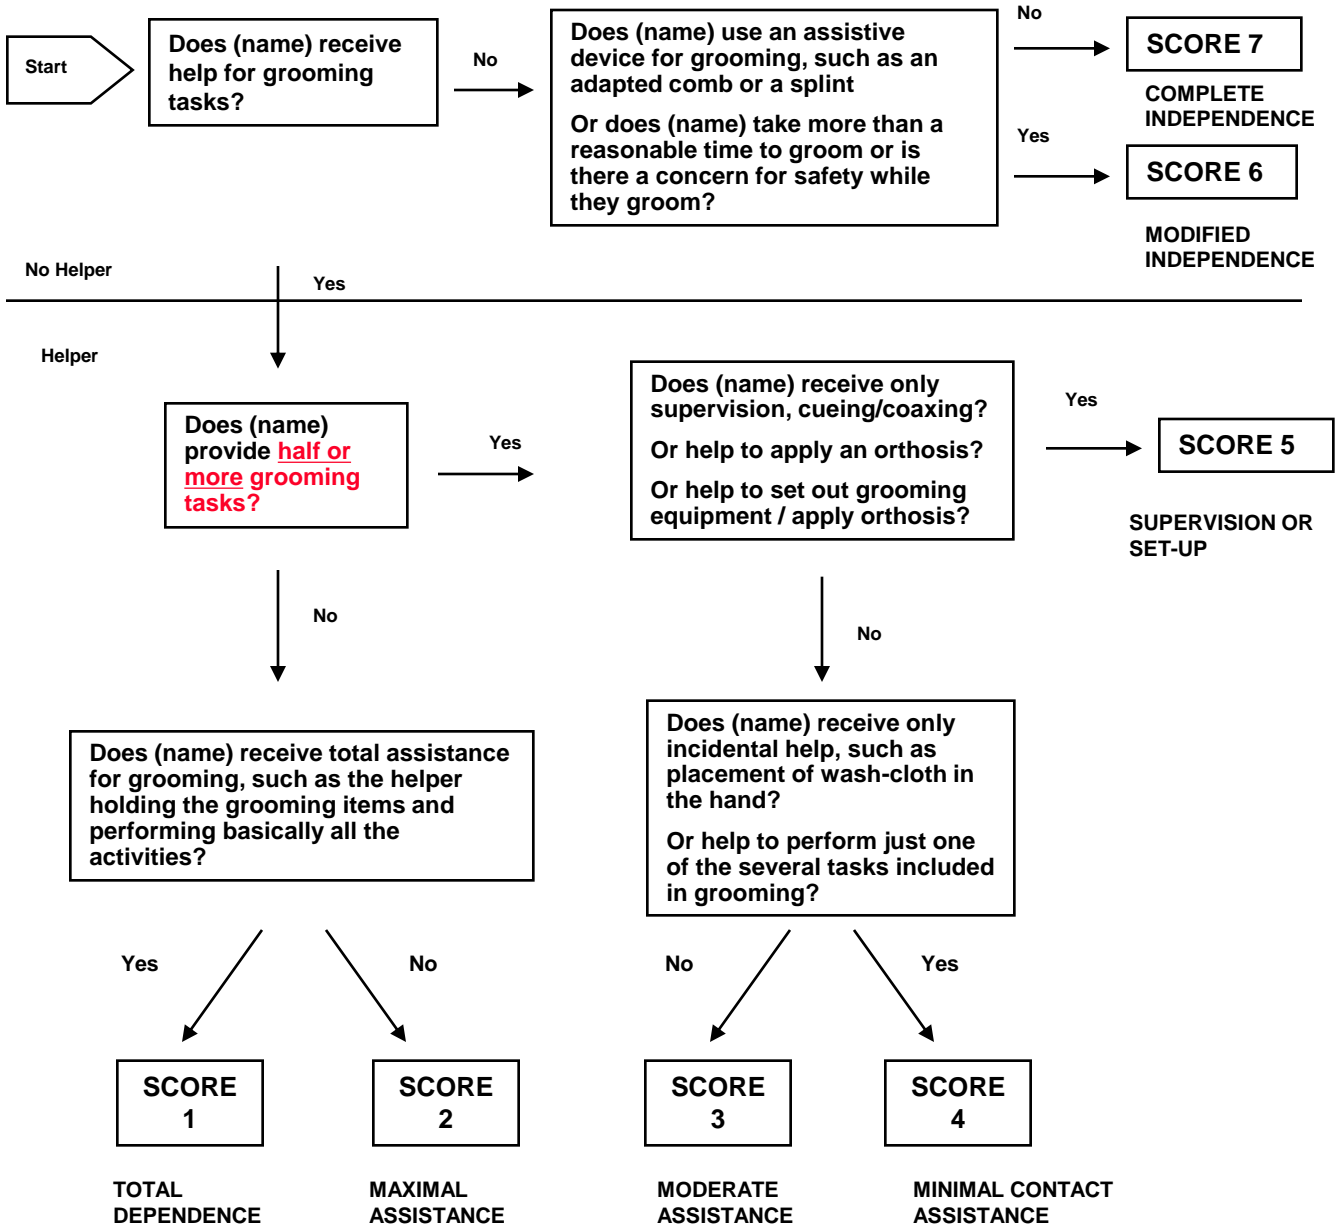 Start
Does (name) receive
help for grooming
tasks?
No
Does (name) use an assistive
device for grooming, such as an
adapted comb or a splint
Or does (name) take more than a
reasonable time to groom or is
there a concern for safety while
they groom?
No
SCORE 7
COMPLETE
INDEPENDENCE
Yes
SCORE 6
MODIFIED
INDEPENDENCE
No Helper
Yes
Helper
Does (name)
provide half or
more grooming
tasks?
Yes
Does (name) receive only
supervision, cueing/coaxing?
Or help to apply an orthosis?
Or help to set out grooming
equipment / apply orthosis?
Yes
SCORE 5
SUPERVISION OR
SET-UP
No
No
Does (name) receive total assistance
for grooming, such as the helper
holding the grooming items and
performing basically all the
activities?
Does (name) receive only
incidental help, such as
placement of wash-cloth in
the hand?
Or help to perform just one
of the several tasks included
in grooming?
Yes
No
No
Yes
SCORE
1
SCORE
2
SCORE
3
SCORE
4
TOTAL
DEPENDENCE
MAXIMAL
ASSISTANCE
MODERATE
ASSISTANCE
MINIMAL CONTACT
ASSISTANCE